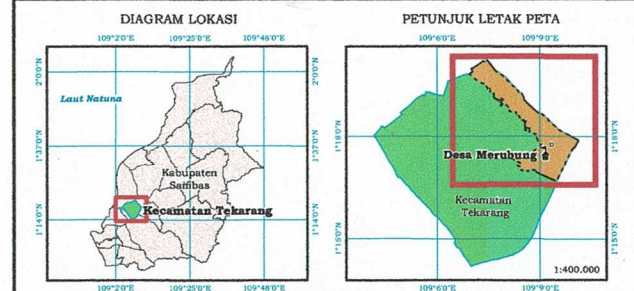 DIAGRAM LOKASI
109°2'0"E 109°25'0"E 109°48'0"E
2°0'0"N
2°0'0"N
Laut Natuna
1°37'0"N
1°37'0"N
Kabupaten
Sambas
Kecamatan Tekarang
1°14'0"N
1°14'0"N
109°2'0"E 109°25'0"E 109°48'0"E
PETUNJUK LETAK PETA
109°6'0"E 109°9'0"E
1°18'0"N
1°18'0"N
Desa Merubung
Kecamatan
Tekarang
1°15'0"N
1°15'0"N
1:400.000
109°6'0"E 109°9'0"E